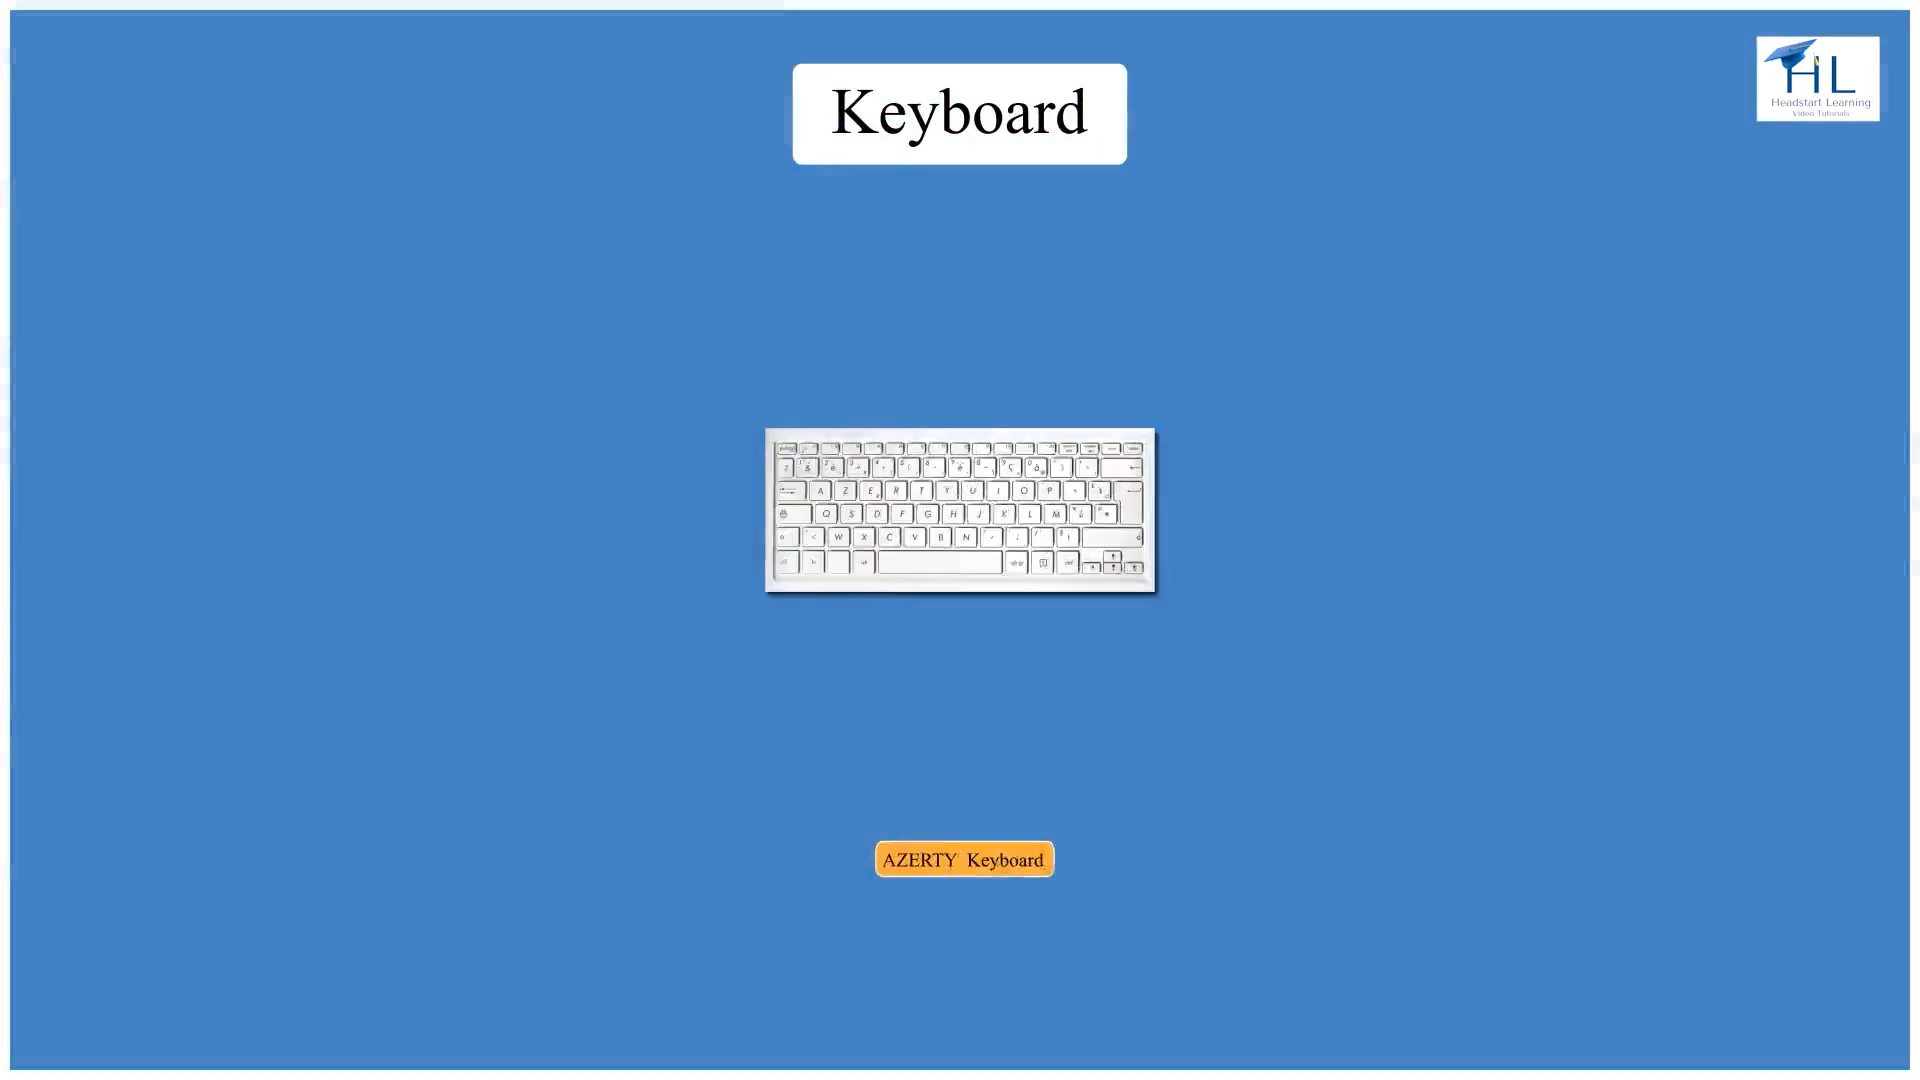 Keyboard
HL
Headstart Learning
Video Tutorials
A Z E R T Y U I O P
Q S D F G H J K L M
< W X C V B N
AZERTY Keyboard